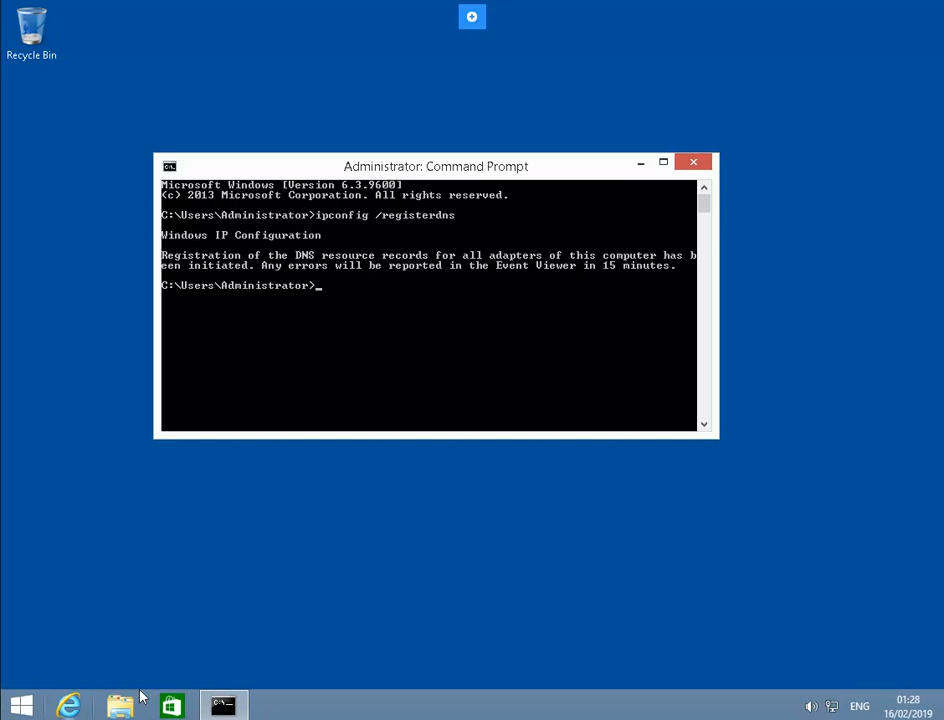 Recycle Bin
Administrator: Command Prompt
Microsoft Windows [Version 6.3.9600]
(c) 2013 Microsoft Corporation. All rights reserved.
C:\Users\Administrator>ipconfig /registerdns
Windows IP Configuration
Registration of the DNS resource records for all adapters of this computer has b
een initiated. Any errors will be reported in the Event Viewer in 15 minutes.
C:\Users\Administrator>_
ENG
01:28
16/02/2019